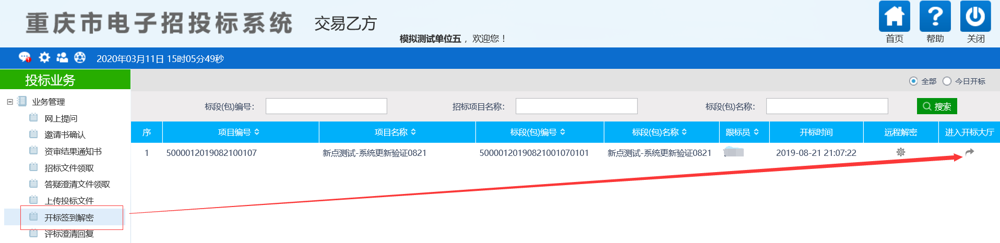 重庆市电子招投标系统
交易乙方
模拟测试单位五，欢迎您！
首页
帮助
关闭
2020年03月11日 15时05分49秒
投标业务
全部
今日开标
业务管理
网上提问
邀请书确认
资审结果通知书
招标文件领取
答疑澄清文件领取
上传投标文件
开标签到解密
评标澄清回复
标段(包)编号：
招标项目名称：
标段(包)名称：
搜索
序 项目编号 项目名称 标段(包)编号 标段(包)名称 跟标员 开标时间 远程解密 进入开标大厅
1 5000012019082100107 新点测试-系统更新验证0821 50000120190821001070101 新点测试-系统更新验证0821 2019-08-21 21:07:22